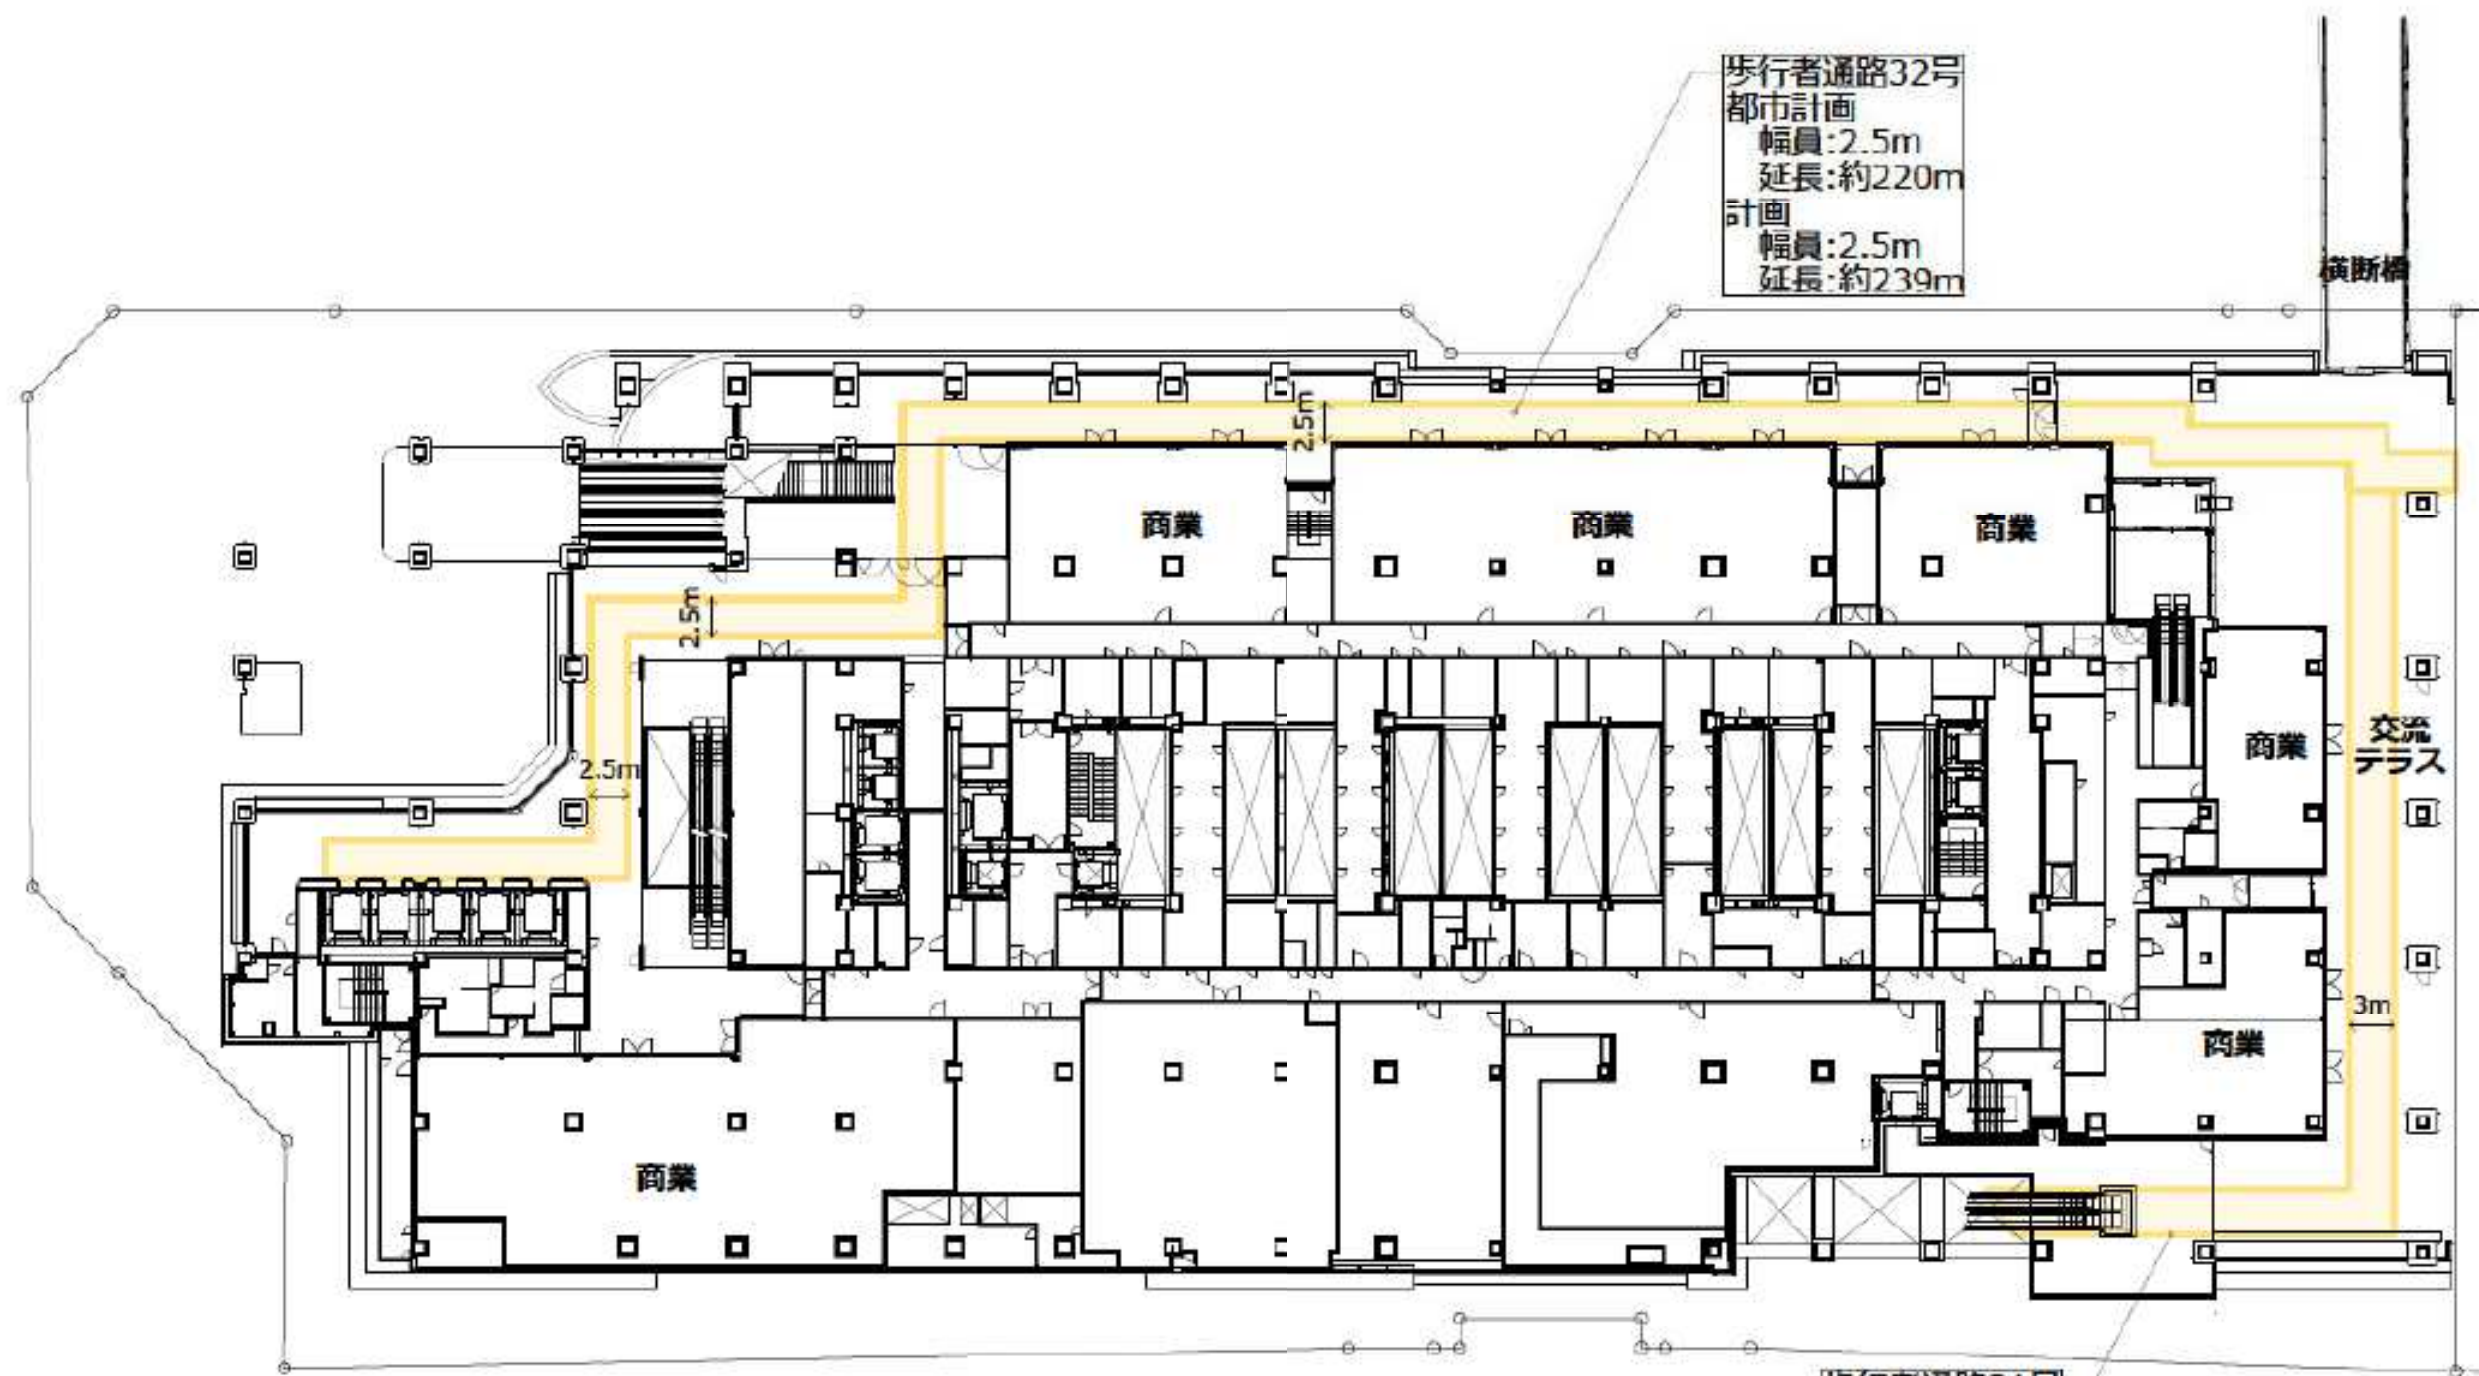 歩行者通路32号
都市計画
幅員:2.5m
延長:約220m
計画
幅員:2.5m
延長:約239m
横断橋
2.5m
商業
商業
商業
2.5m
2.5m
商業
交流
テラス
3m
商業
商業